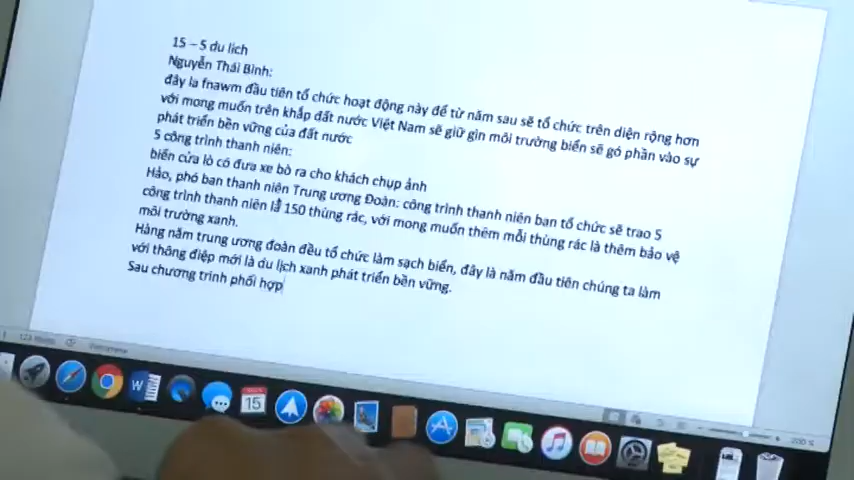 15 – 5 du lich
Nguyễn Thái Bình:
đây la fnawm đầu tiên tổ chức hoạt động này để từ năm sau sẽ tổ chức trên diện rộng hơn
với mong muốn trên khắp đất nước Việt Nam sẽ giữ gìn môi trường biển sẽ gó phần vào sự
phát triển bền vững của đất nước
5 công trình thanh niên:
biển cửa lò có đưa xe bò ra cho khách chụp ảnh
Hảo, phó ban thanh niên Trung ương Đoàn: công trình thanh niên ban tổ chức sẽ trao 5
công trình thanh niên là 150 thùng rác, với mong muốn thêm mỗi thùng rác là thêm bảo vệ
môi trường xanh.
Hàng năm trung ương đoàn đều tổ chức làm sạch biển, đây là năm đầu tiên chúng ta làm
với thông điệp mới là du lịch xanh phát triển bền vững.
Sau chương trình phối hợp
15
200 %